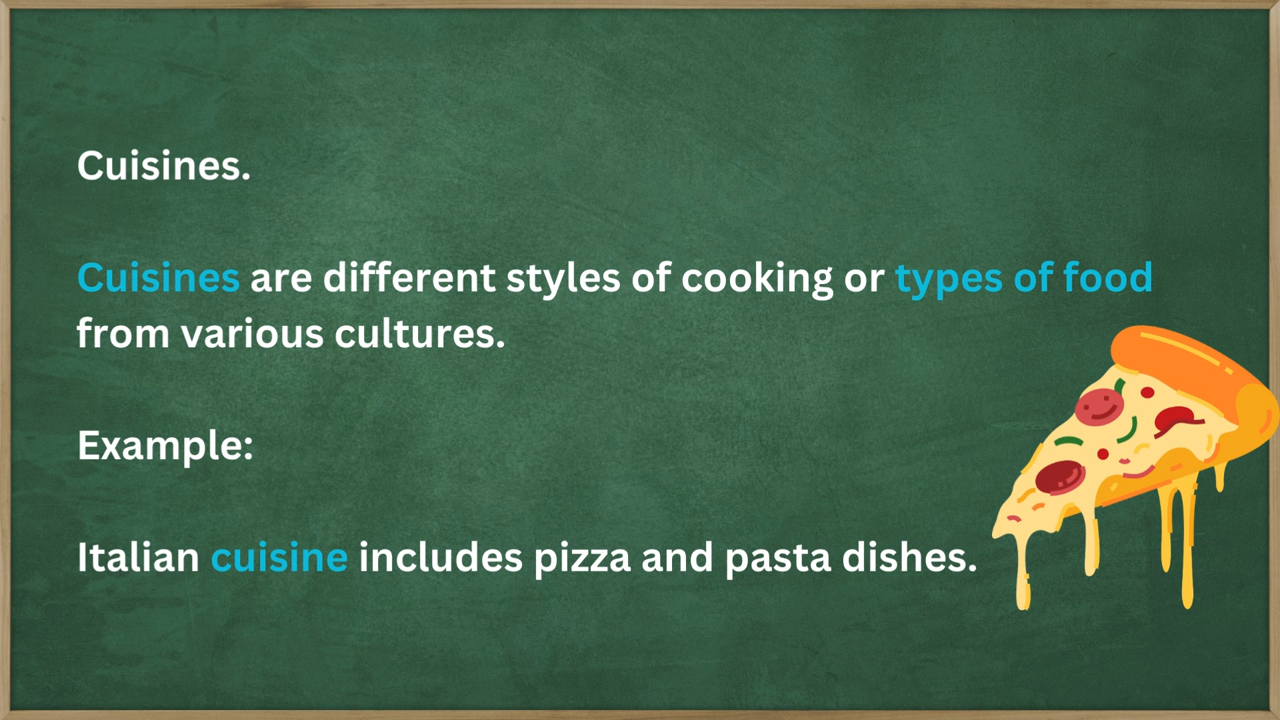 Cuisines.
Cuisines are different styles of cooking or types of food
from various cultures.
Example:
Italian cuisine includes pizza and pasta dishes.